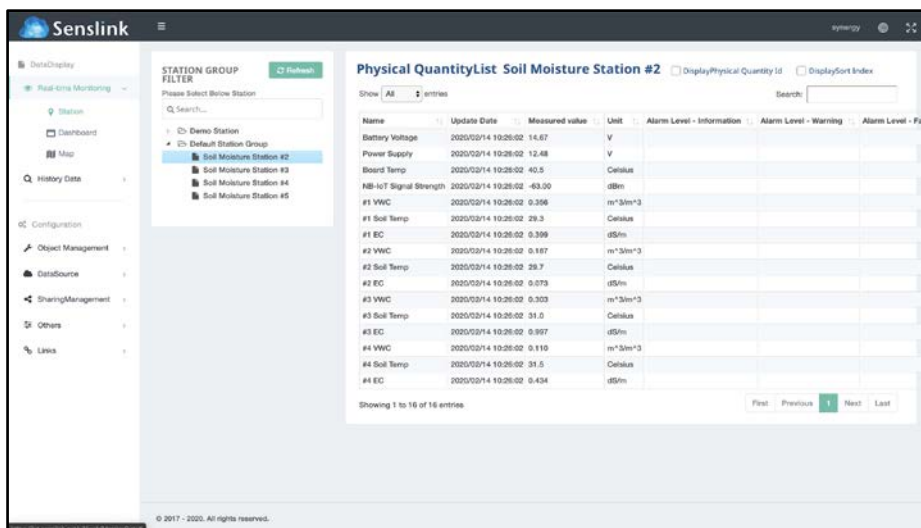 Senslink
synergy
DataDisplay
Real-time Monitoring
Station
Dashboard
Map
History Data
Configuration
Object Management
DataSource
SharingManagement
Others
Links
STATION GROUP
FILTER
Refresh
Please Select Below Station
Search...
Demo Station
Default Station Group
Soil Moisture Station #2
Soil Moisture Station #3
Soil Moisture Station #4
Soil Moisture Station #5
Physical QuantityList Soil Moisture Station #2 DisplayPhysical Quantity Id DisplaySort Index
Show All entries Search:
Name Update Date Measured value Unit Alarm Level - Information Alarm Level - Warning Alarm Level - Fa
Battery Voltage 2020/02/14 10:26:02 14.67 V
Power Supply 2020/02/14 10:26:02 12.48 V
Board Temp 2020/02/14 10:26:02 40.5 Celsius
NB-IoT Signal Strength 2020/02/14 10:26:02 -63.00 dBm
#1 VWC 2020/02/14 10:26:02 0.356 m^3/m^3
#1 Soil Temp 2020/02/14 10:26:02 29.3 Celsius
#1 EC 2020/02/14 10:26:02 0.399 dS/m
#2 VWC 2020/02/14 10:26:02 0.187 m^3/m^3
#2 Soil Temp 2020/02/14 10:26:02 29.7 Celsius
#2 EC 2020/02/14 10:26:02 0.073 dS/m
#3 VWC 2020/02/14 10:26:02 0.303 m^3/m^3
#3 Soil Temp 2020/02/14 10:26:02 31.0 Celsius
#3 EC 2020/02/14 10:26:02 0.997 dS/m
#4 VWC 2020/02/14 10:26:02 0.110 m^3/m^3
#4 Soil Temp 2020/02/14 10:26:02 31.5 Celsius
#4 EC 2020/02/14 10:26:02 0.434 dS/m
Showing 1 to 16 of 16 entries
First Previous 1 Next Last
© 2017 - 2020. All rights reserved.